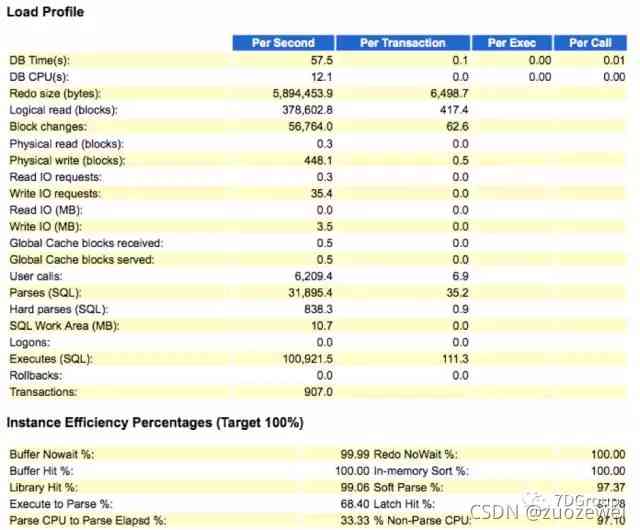 Load Profile
Per Second Per Transaction Per Exec Per Call
DB Time(s): 57.5 0.1 0.00 0.01
DB CPU(s): 12.1 0.0 0.00 0.00
Redo size (bytes): 5,894,453.9 6,498.7
Logical read (blocks): 378,602.8 417.4
Block changes: 56,764.0 62.6
Physical read (blocks): 0.3 0.0
Physical write (blocks): 448.1 0.5
Read IO requests: 0.3 0.0
Write IO requests: 35.4 0.0
Read IO (MB): 0.0 0.0
Write IO (MB): 3.5 0.0
Global Cache blocks received: 0.5 0.0
Global Cache blocks served: 0.5 0.0
User calls: 6,209.4 6.9
Parses (SQL): 31,895.4 35.2
Hard parses (SQL): 838.3 0.9
SQL Work Area (MB): 10.7 0.0
Logons: 0.0 0.0
Executes (SQL): 100,921.5 111.3
Rollbacks: 0.0 0.0
Transactions: 907.0
Instance Efficiency Percentages (Target 100%)
Buffer Nowait %: 99.99 Redo NoWait %: 100.00
Buffer Hit %: 100.00 In-memory Sort %: 100.00
Library Hit %: 99.06 Soft Parse %: 97.37
Execute to Parse %: 68.40 Latch Hit %:
Parse CPU to Parse Elapsd %: 33.33 % Non-Parse CPU: 97.10
7DGroup
CSDN @zuozewei